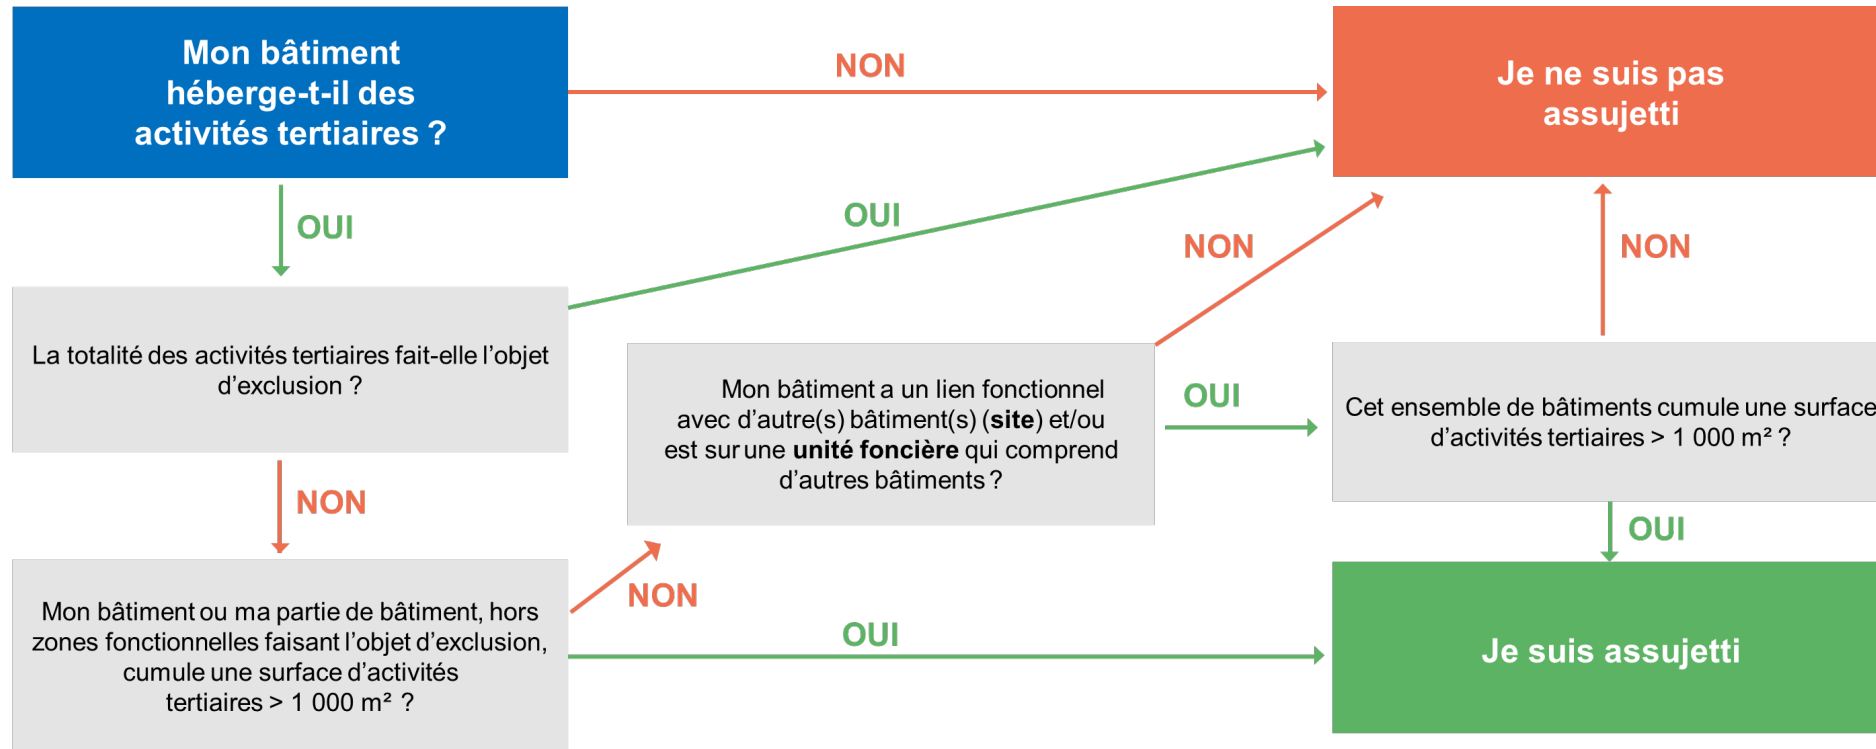 Mon bâtiment
héberge-t-il des
activités tertiaires ?
NON
Je ne suis pas
assujetti
OUI
OUI
NON
NON
La totalité des activités tertiaires fait-elle l’objet
d’exclusion ?
Mon bâtiment a un lien fonctionnel
avec d’autre(s) bâtiment(s) (site) et/ou
est sur une unité foncière qui comprend
d’autres bâtiments ?
OUI
Cet ensemble de bâtiments cumule une surface
d’activités tertiaires > 1 000 m² ?
NON
OUI
Mon bâtiment ou ma partie de bâtiment, hors
zones fonctionnelles faisant l’objet d’exclusion,
cumule une surface d’activités
tertiaires > 1 000 m² ?
NON
OUI
Je suis assujetti